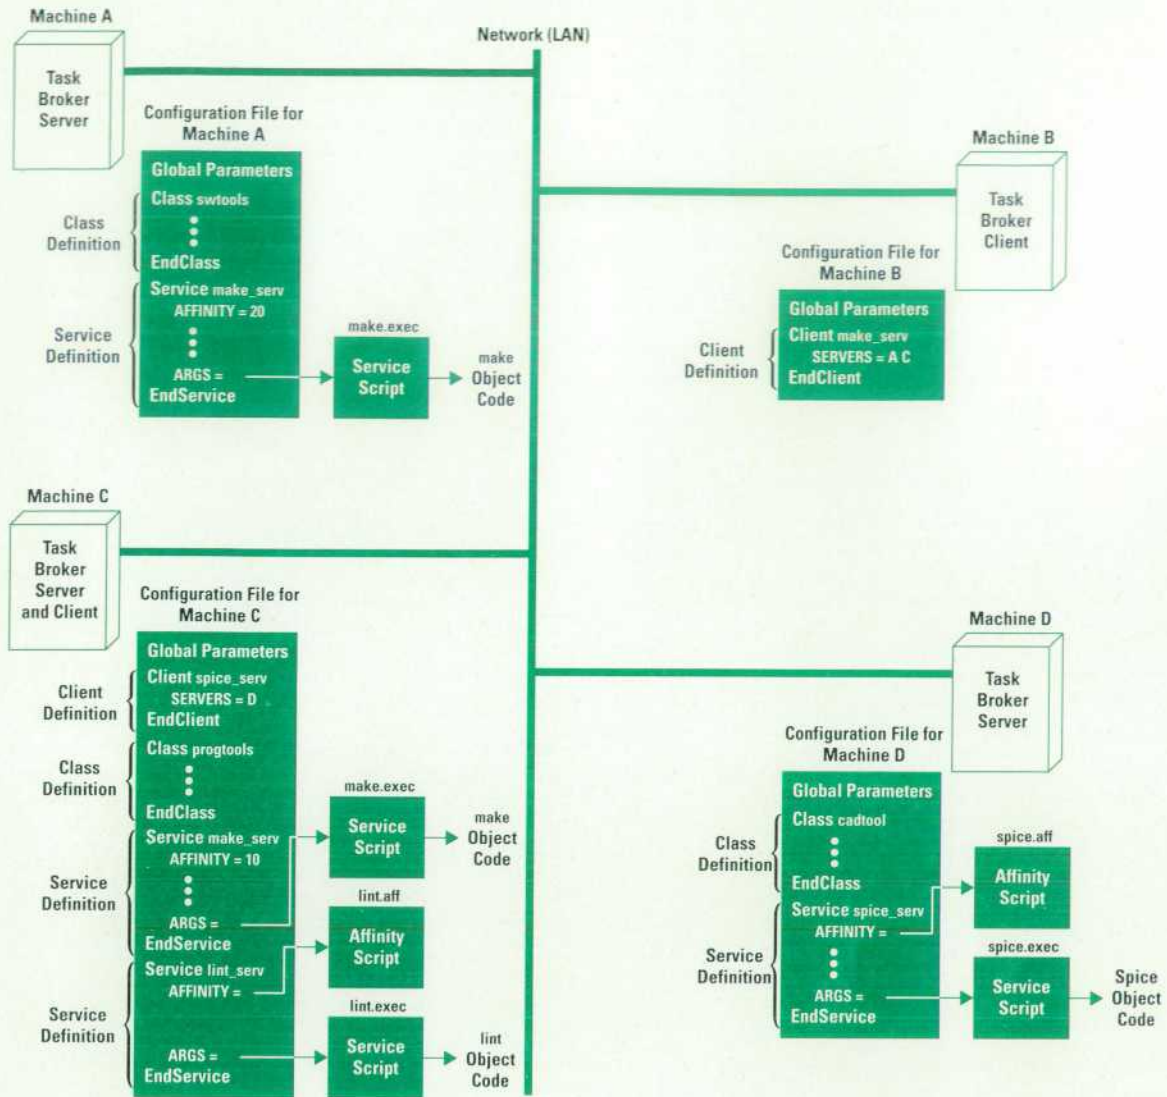 Machine A
Task
Broker
Server
Network (LAN)
Configuration File for
Machine A
Global Parameters
Class swtools
EndClass
Service make_serv
AFFINITY = 20
ARGS =
EndService
Class
Definition
Service
Definition
make.exec
Service
Script
make
Object
Code
Machine B
Task
Broker
Client
Configuration File for
Machine B
Global Parameters
Client make_serv
SERVERS = A C
EndClient
Client
Definition
Machine C
Task
Broker
Server
and Client
Configuration File for
Machine C
Global Parameters
Client spice_serv
SERVERS = D
EndClient
Class progtools
EndClass
Service make_serv
AFFINITY = 10
ARGS =
EndService
Service lint_serv
AFFINITY =
ARGS =
EndService
Client
Definition
Class
Definition
Service
Definition
Service
Definition
make.exec
Service
Script
make
Object
Code
lint.aff
Affinity
Script
lint.exec
Service
Script
lint
Object
Code
Machine D
Task
Broker
Server
Configuration File for
Machine D
Global Parameters
Class cadtool
EndClass
Service spice_serv
AFFINITY =
ARGS =
EndService
Class
Definition
Service
Definition
spice.aff
Affinity
Script
spice.exec
Service
Script
Spice
Object
Code